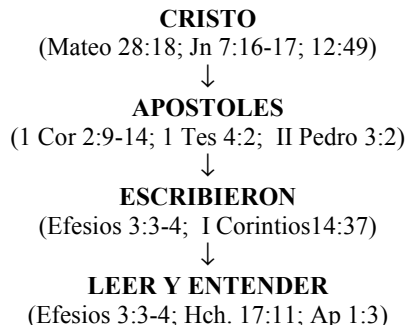 CRISTO
(Mateo 28:18; Jn 7:16-17; 12:49)
↓
APOSTOLES
(1 Cor 2:9-14; 1 Tes 4:2; II Pedro 3:2)
↓
ESCRIBIERON
(Efesios 3:3-4; I Corintios14:37)
↓
LEER Y ENTENDER
(Efesios 3:3-4; Hch. 17:11; Ap 1:3)